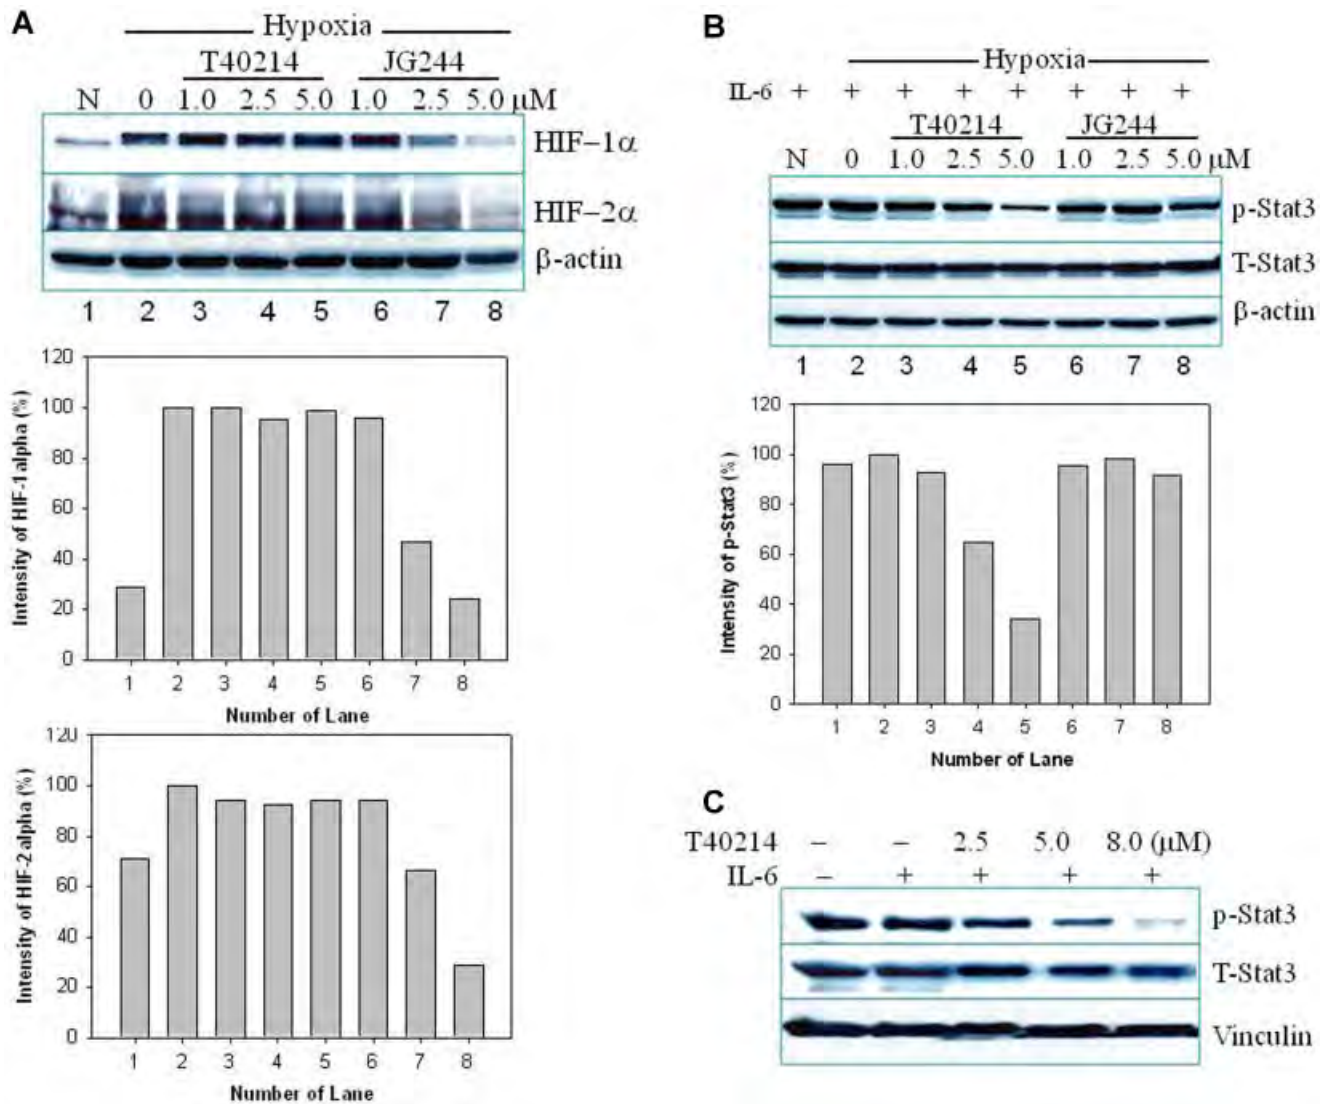 A
Hypoxia
T40214 JG244
N 0 1.0 2.5 5.0 1.0 2.5 5.0 μM
HIF-1α
HIF-2α
β-actin
1 2 3 4 5 6 7 8
120
100
80
60
40
20
0
Intensity of HIF-1alpha (%)
1 2 3 4 5 6 7 8
Number of Lane
120
100
80
60
40
20
0
Intensity of HIF-2 alpha (%)
1 2 3 4 5 6 7 8
Number of Lane
B
Hypoxia
IL-6 + + + + + + + +
T40214 JG244
N 0 1.0 2.5 5.0 1.0 2.5 5.0 μM
p-Stat3
T-Stat3
β-actin
1 2 3 4 5 6 7 8
120
100
80
60
40
20
0
Intensity of p-Stat3 (%)
1 2 3 4 5 6 7 8
Number of Lane
C
T40214 – – 2.5 5.0 8.0 (μM)
IL-6 – + + + +
p-Stat3
T-Stat3
Vinculin